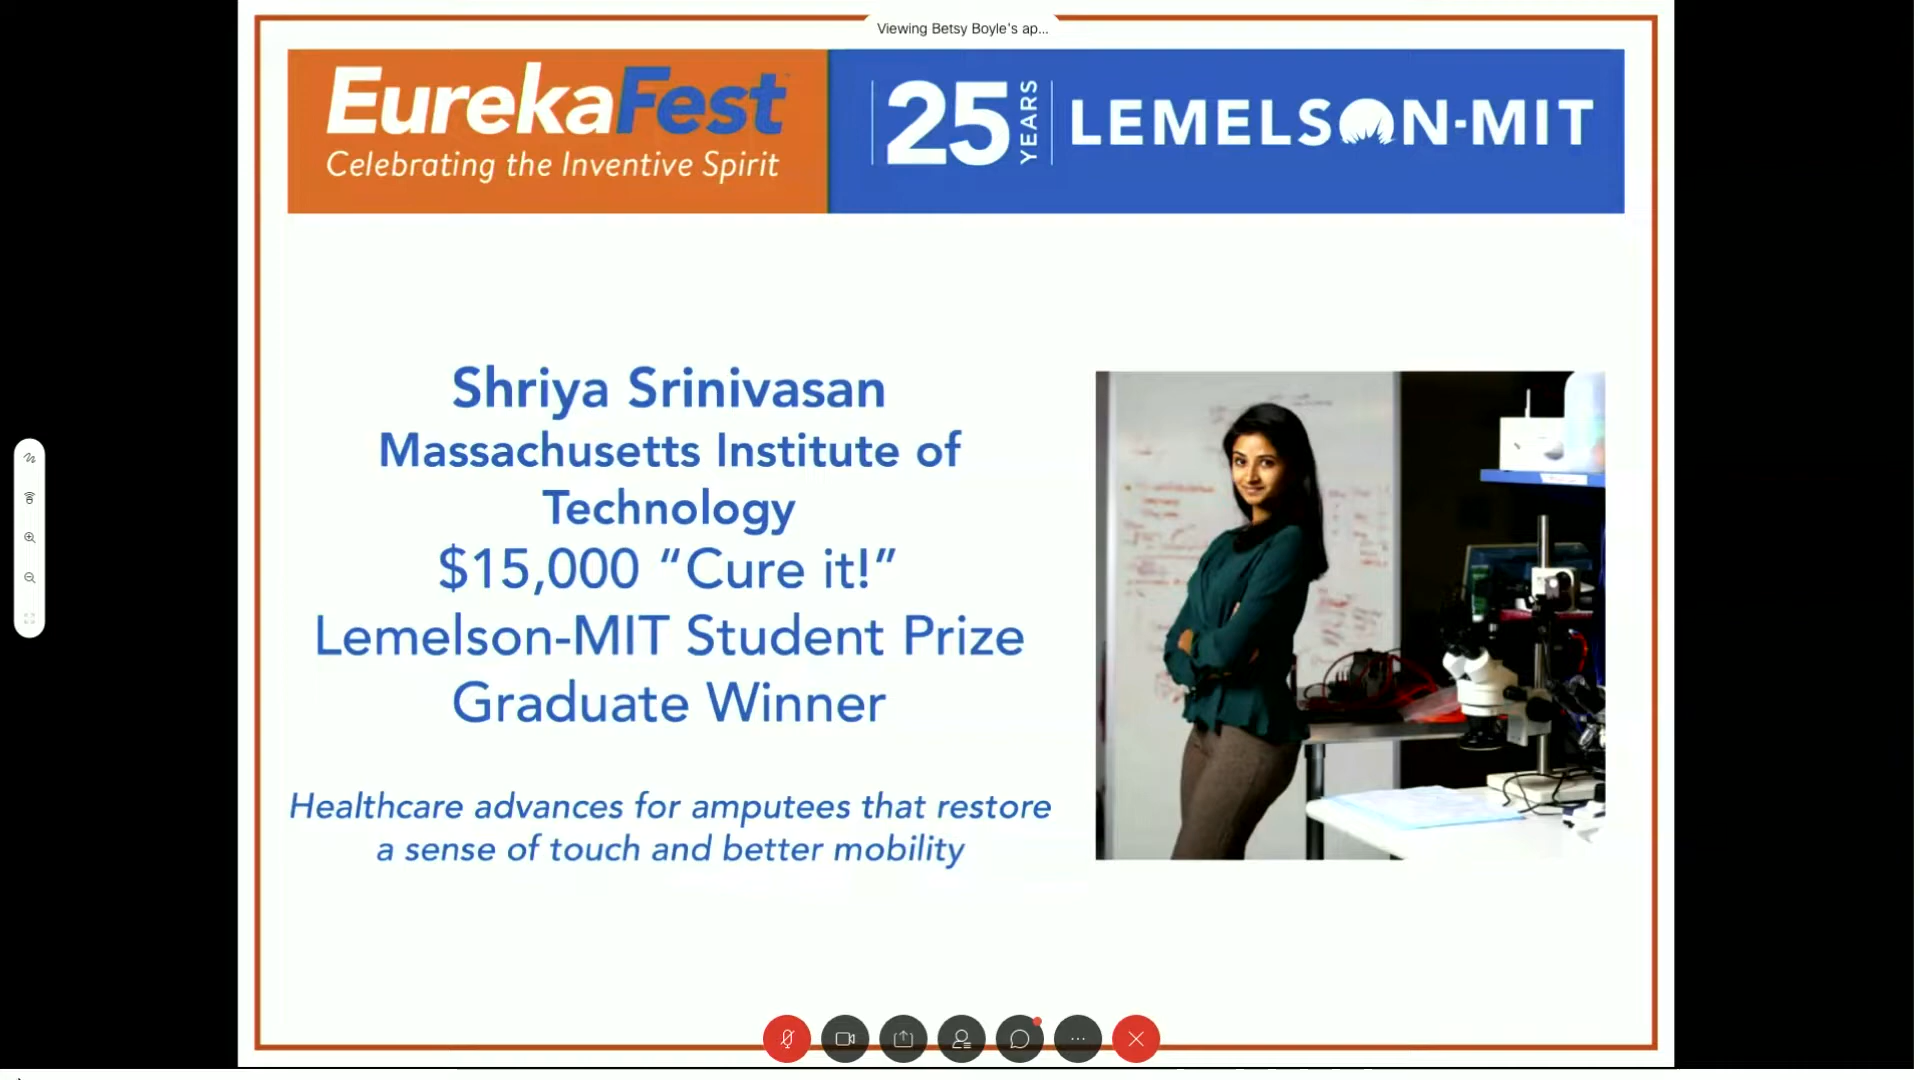 Viewing Betsy Boyle's ap...
EurekaFest
Celebrating the Inventive Spirit
25 YEARS
LEMELSON-MIT
Shriya Srinivasan
Massachusetts Institute of
Technology
$15,000 “Cure it!”
Lemelson-MIT Student Prize
Graduate Winner
Healthcare advances for amputees that restore
a sense of touch and better mobility